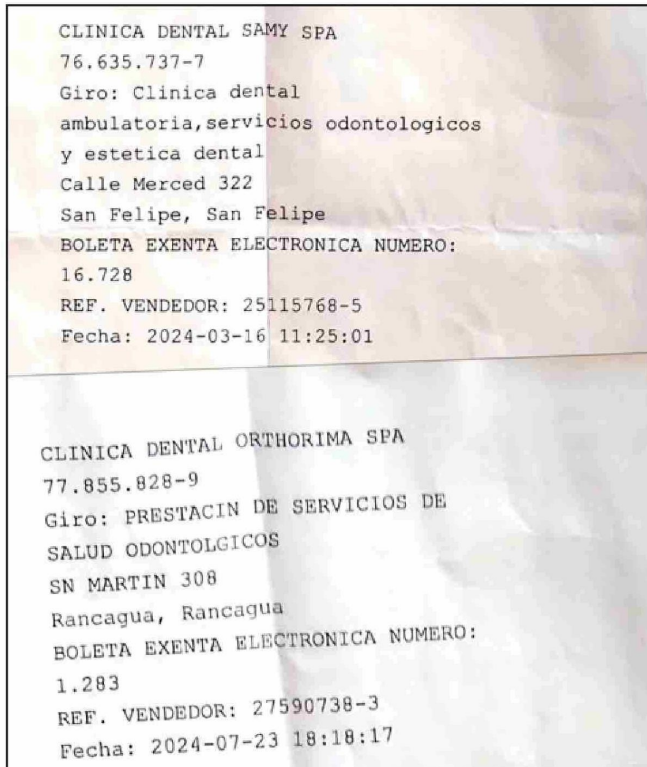 CLINICA DENTAL SAMY SPA
76.635.737-7
Giro: Clinica dental
ambulatoria,servicios odontologicos
y estetica dental
Calle Merced 322
San Felipe, San Felipe
BOLETA EXENTA ELECTRONICA NUMERO:
16.728
REF. VENDEDOR: 25115768-5
Fecha: 2024-03-16 11:25:01
CLINICA DENTAL ORTHORIMA SPA
77.855.828-9
Giro: PRESTACIN DE SERVICIOS DE
SALUD ODONTOLGICOS
SN MARTIN 308
Rancagua, Rancagua
BOLETA EXENTA ELECTRONICA NUMERO:
1.283
REF. VENDEDOR: 27590738-3
Fecha: 2024-07-23 18:18:17